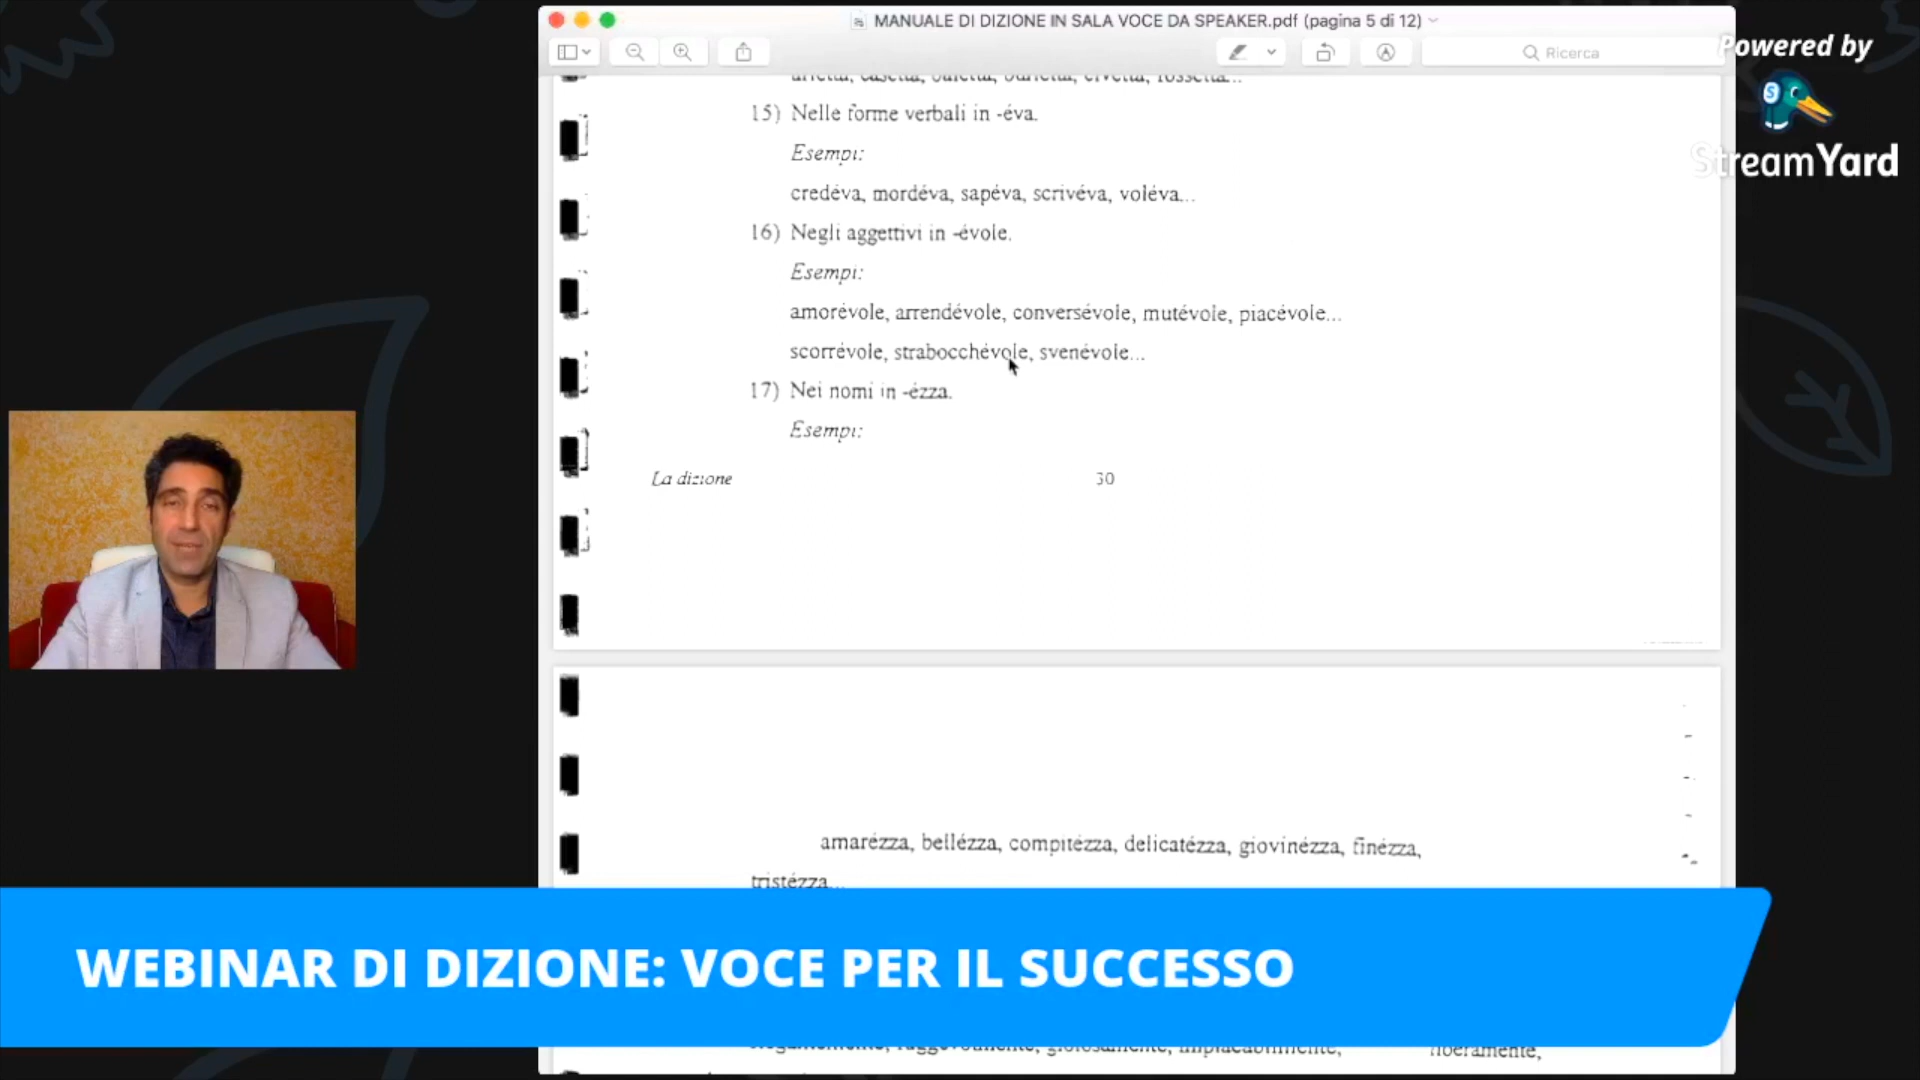 MANUALE DI DIZIONE IN SALA VOCE DA SPEAKER.pdf (pagina 5 di 12)
Ricerca
Powered by
StreamYard
15) Nelle forme verbali in -éva.
Esempi:
credéva, mordéva, sapéva, scrivéva, voléva...
16) Negli aggettivi in -évole.
Esempi:
amorévole, arrendévole, conversévole, mutévole, piacévole...
scorrévole, strabocchévole, svenévole...
17) Nei nomi in -ézza.
Esempi:
La dizione 30
amarézza, bellézza, compitézza, delicatézza, giovinézza, finézza,
tristézza...
WEBINAR DI DIZIONE: VOCE PER IL SUCCESSO